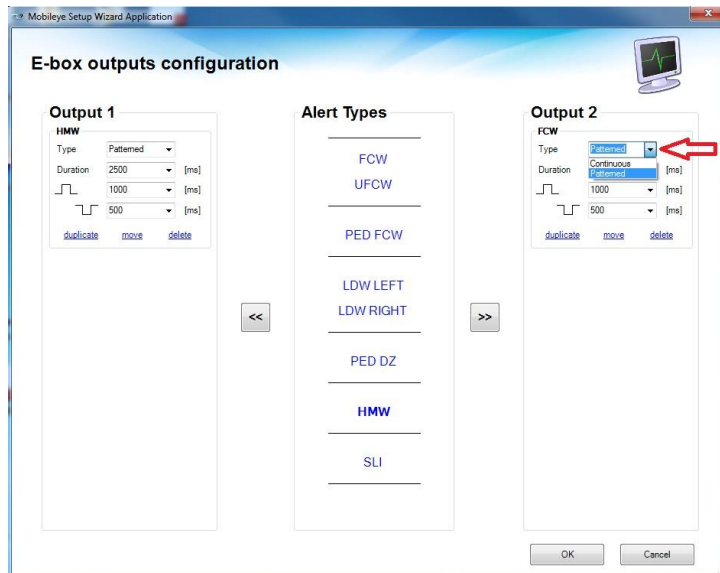 Mobileye Setup Wizard Application
x
E-box outputs configuration
Output 1
HMW
Type Patterned
Duration 2500 [ms]
1000 [ms]
500 [ms]
duplicate move delete
<<
Alert Types
FCW
UFCW
PED FCW
LDW LEFT
LDW RIGHT
PED DZ
HMW
SLI
>>
Output 2
FCW
Type Patterned
Continuous
Patterned
Duration [ms]
1000 [ms]
500 [ms]
duplicate move delete
OK Cancel